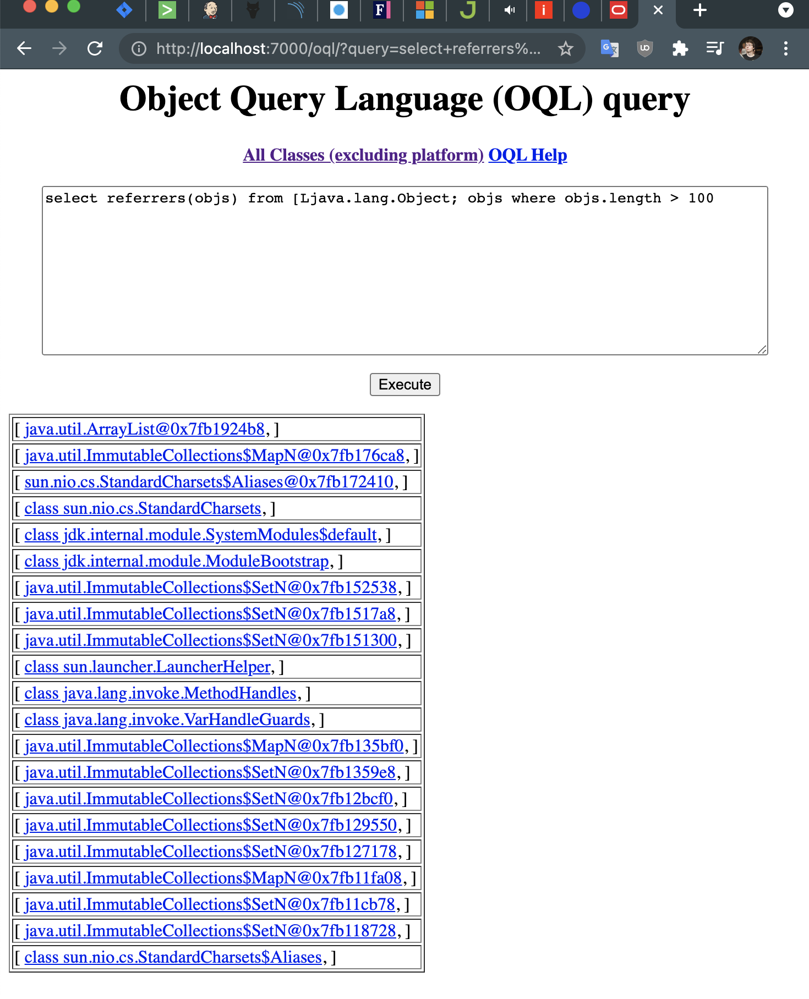 http://localhost:7000/oql/?query=select+referrers%...
Object Query Language (OQL) query
All Classes (excluding platform) OQL Help
select referrers(objs) from [Ljava.lang.Object; objs where objs.length > 100
Execute
[ java.util.ArrayList@0x7fb1924b8, ]
[ java.util.ImmutableCollections$MapN@0x7fb176ca8, ]
[ sun.nio.cs.StandardCharsets$Aliases@0x7fb172410, ]
[ class sun.nio.cs.StandardCharsets, ]
[ class jdk.internal.module.SystemModules$default, ]
[ class jdk.internal.module.ModuleBootstrap, ]
[ java.util.ImmutableCollections$SetN@0x7fb152538, ]
[ java.util.ImmutableCollections$SetN@0x7fb1517a8, ]
[ java.util.ImmutableCollections$SetN@0x7fb151300, ]
[ class sun.launcher.LauncherHelper, ]
[ class java.lang.invoke.MethodHandles, ]
[ class java.lang.invoke.VarHandleGuards, ]
[ java.util.ImmutableCollections$MapN@0x7fb135bf0, ]
[ java.util.ImmutableCollections$SetN@0x7fb1359e8, ]
[ java.util.ImmutableCollections$SetN@0x7fb12bcf0, ]
[ java.util.ImmutableCollections$SetN@0x7fb129550, ]
[ java.util.ImmutableCollections$SetN@0x7fb127178, ]
[ java.util.ImmutableCollections$MapN@0x7fb11fa08, ]
[ java.util.ImmutableCollections$SetN@0x7fb11cb78, ]
[ java.util.ImmutableCollections$SetN@0x7fb118728, ]
[ class sun.nio.cs.StandardCharsets$Aliases, ]